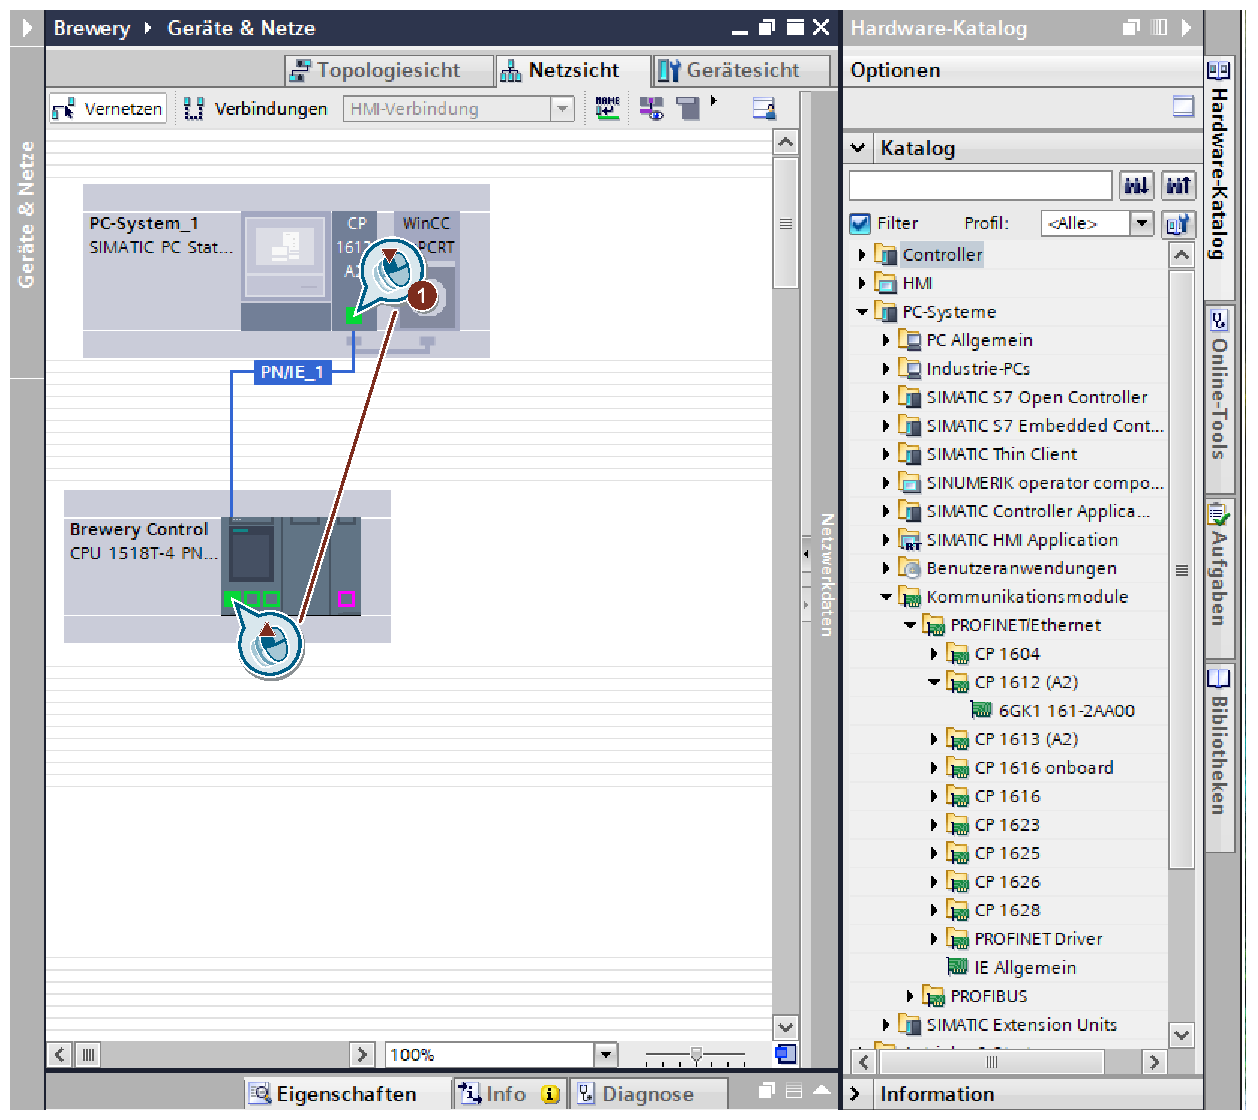 Brewery
Geräte & Netze
Hardware-Katalog
Topologiesicht
Netzsicht
Gerätesicht
Optionen
Vernetzen
Verbindungen
HMI-Verbindung
NAME
Katalog
Filter
Profil:
<Alle>
Geräte & Netze
PC-System_1
SIMATIC PC Stat...
CP
WinCC
PCRT
1
PN/IE_1
Brewery Control
CPU 1518T-4 PN...
Netzwerkdaten
Controller
HMI
PC-Systeme
PC Allgemein
Industrie-PCs
SIMATIC S7 Open Controller
SIMATIC S7 Embedded Cont...
SIMATIC Thin Client
SINUMERIK operator compo...
SIMATIC Controller Applica...
SIMATIC HMI Application
Benutzeranwendungen
Kommunikationsmodule
PROFINET/Ethernet
CP 1604
CP 1612 (A2)
6GK1 161-2AA00
CP 1613 (A2)
CP 1616 onboard
CP 1616
CP 1623
CP 1625
CP 1626
CP 1628
PROFINET Driver
IE Allgemein
PROFIBUS
SIMATIC Extension Units
Hardware-Katalog
Online-Tools
Aufgaben
Bibliotheken
100%
Eigenschaften
Info
Diagnose
Information